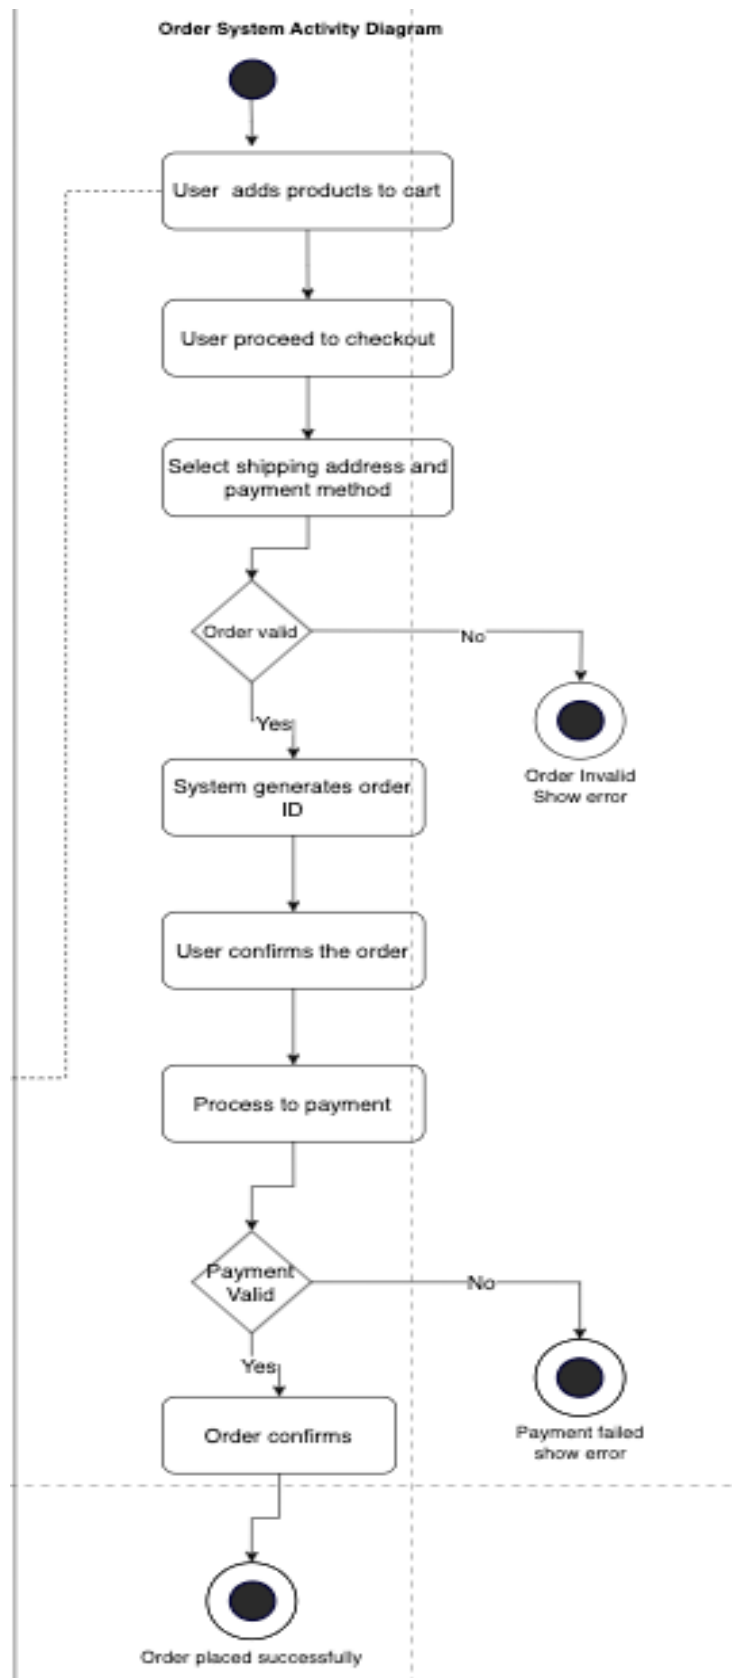 Order System Activity Diagram
User adds products to cart
User proceed to checkout
Select shipping address and
payment method
Order valid
No
Order Invalid
Show error
Yes
System generates order
ID
User confirms the order
Process to payment
Payment
Valid
No
Payment failed
show error
Yes
Order confirms
Order placed successfully